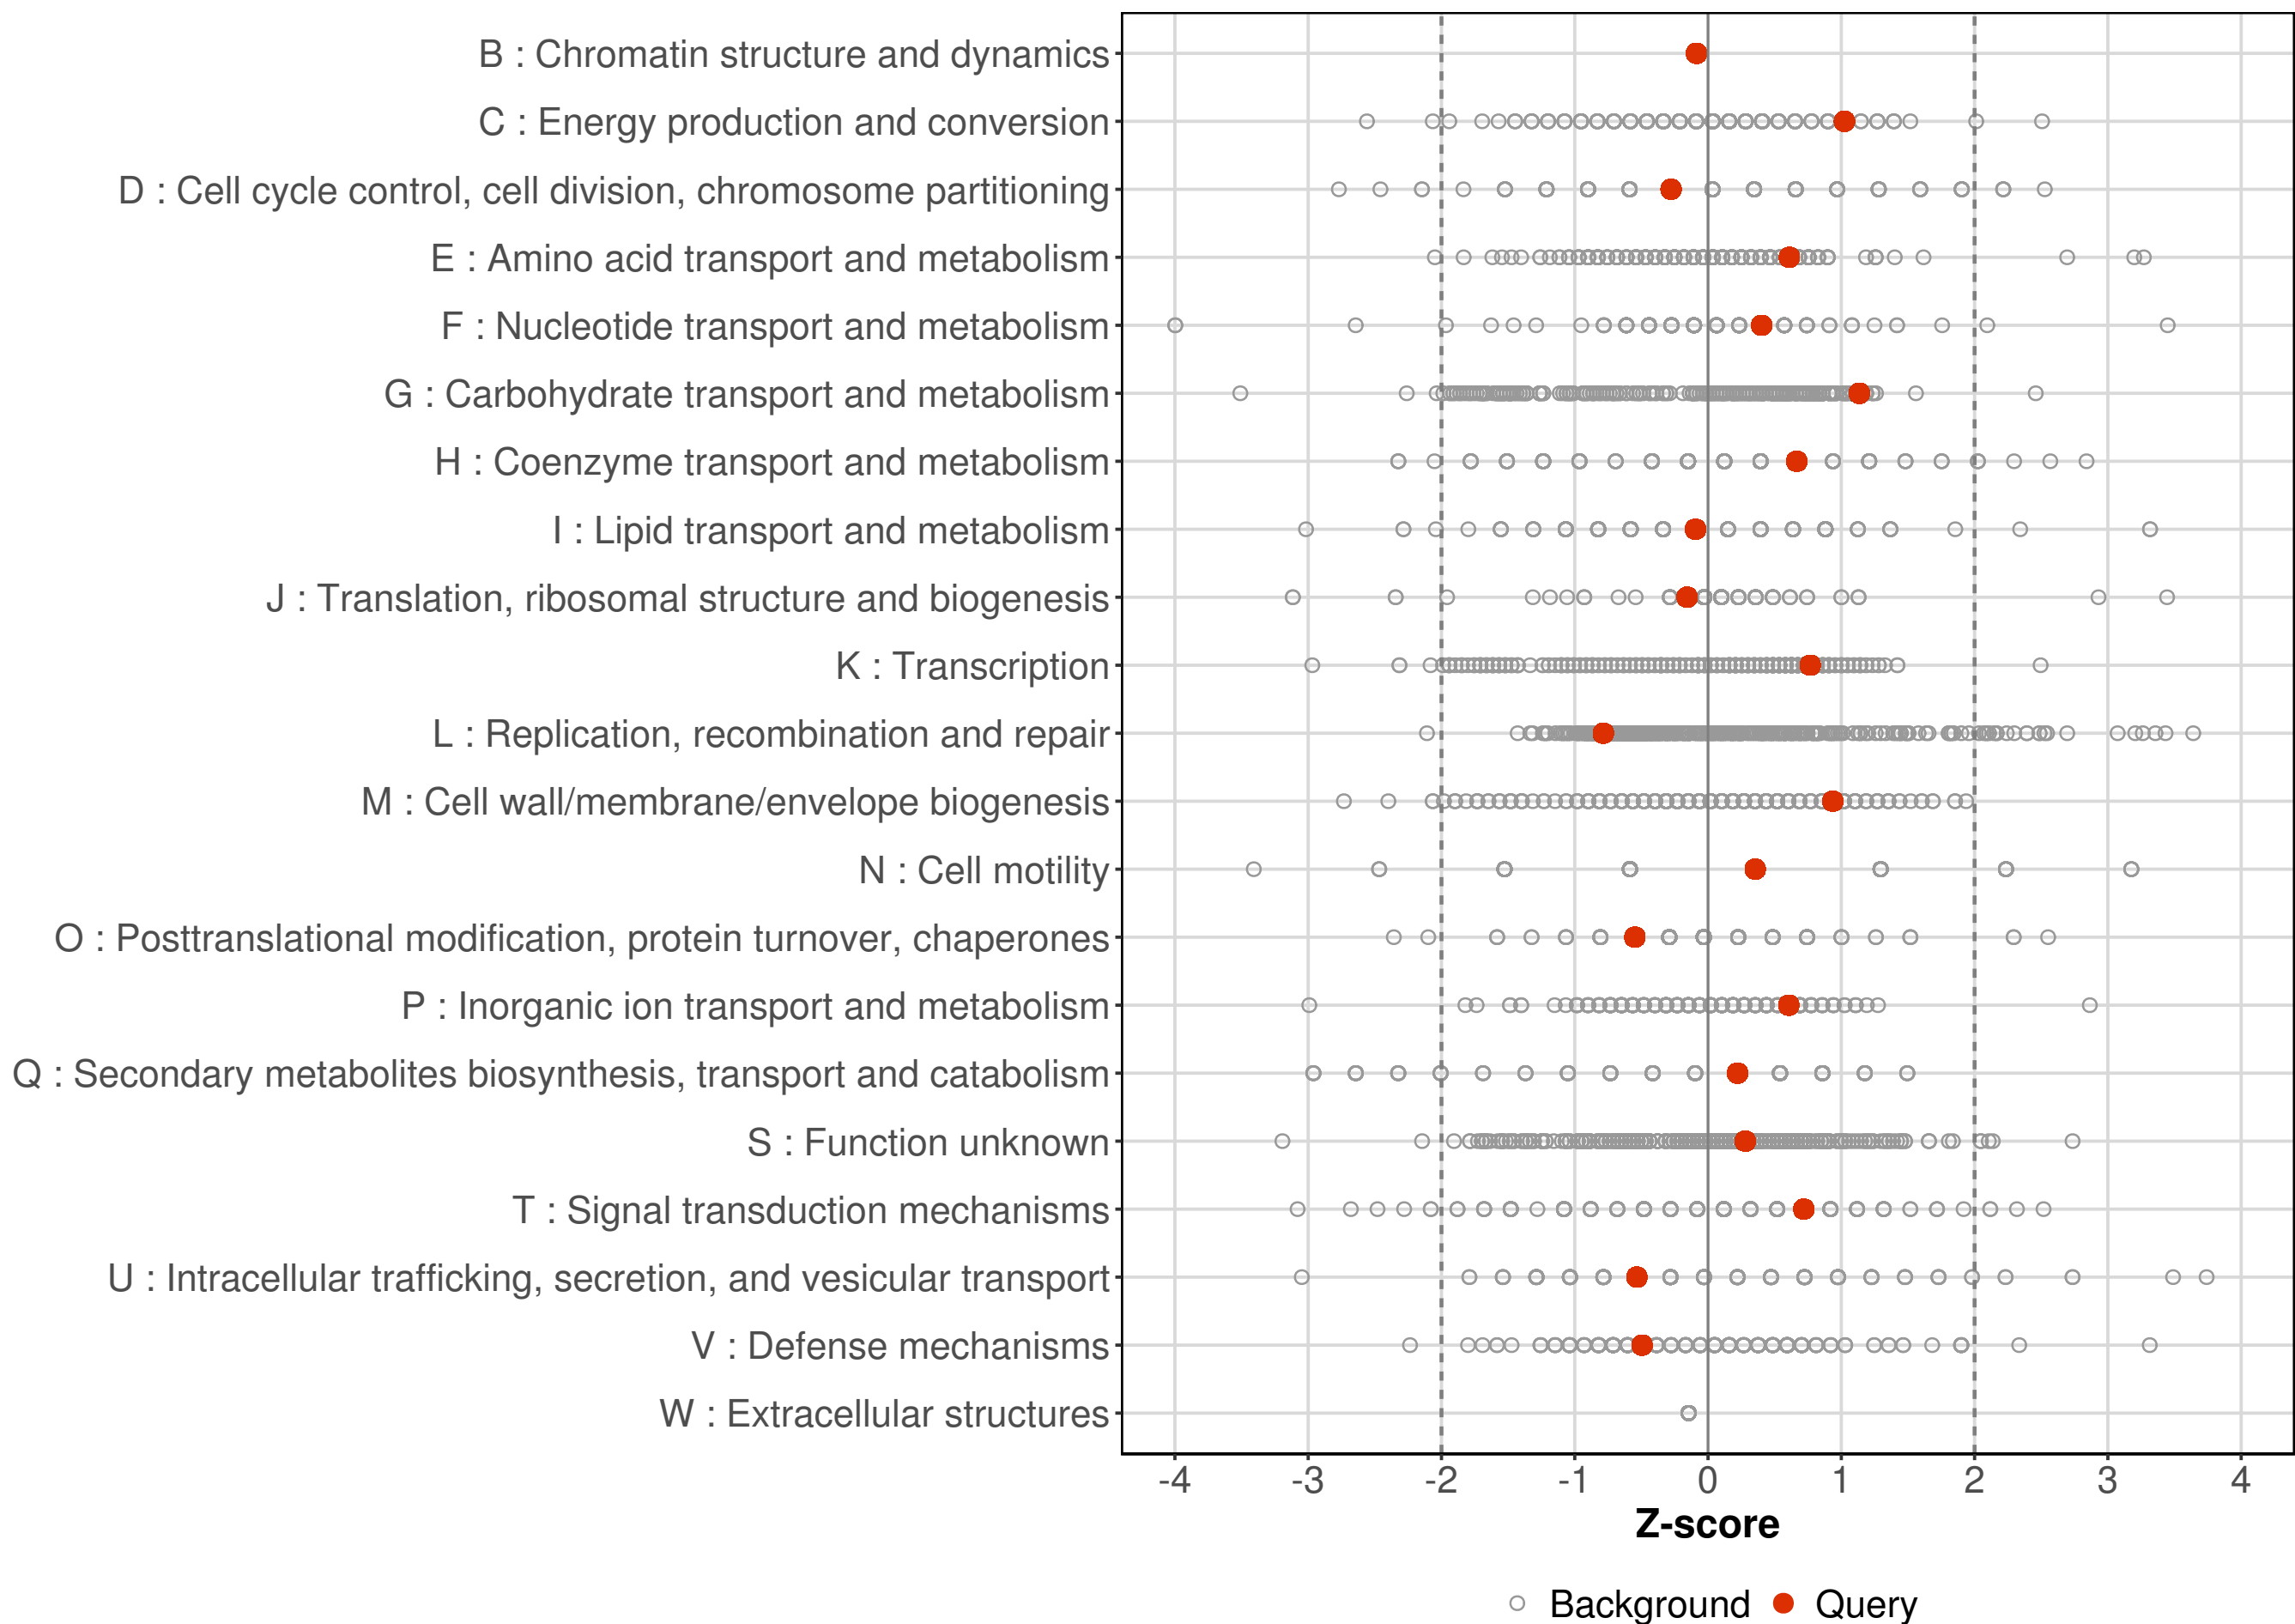 B : Chromatin structure and dynamics
C : Energy production and conversion
D : Cell cycle control, cell division, chromosome partitioning
E : Amino acid transport and metabolism
F : Nucleotide transport and metabolism
G : Carbohydrate transport and metabolism
H : Coenzyme transport and metabolism
I : Lipid transport and metabolism
J : Translation, ribosomal structure and biogenesis
K : Transcription
L : Replication, recombination and repair
M : Cell wall/membrane/envelope biogenesis
N : Cell motility
O : Posttranslational modification, protein turnover, chaperones
P : Inorganic ion transport and metabolism
Q : Secondary metabolites biosynthesis, transport and catabolism
S : Function unknown
T : Signal transduction mechanisms
U : Intracellular trafficking, secretion, and vesicular transport
V : Defense mechanisms
W : Extracellular structures
-4 -3 -2 -1 0 1 2 3 4
Z-score
Background Query